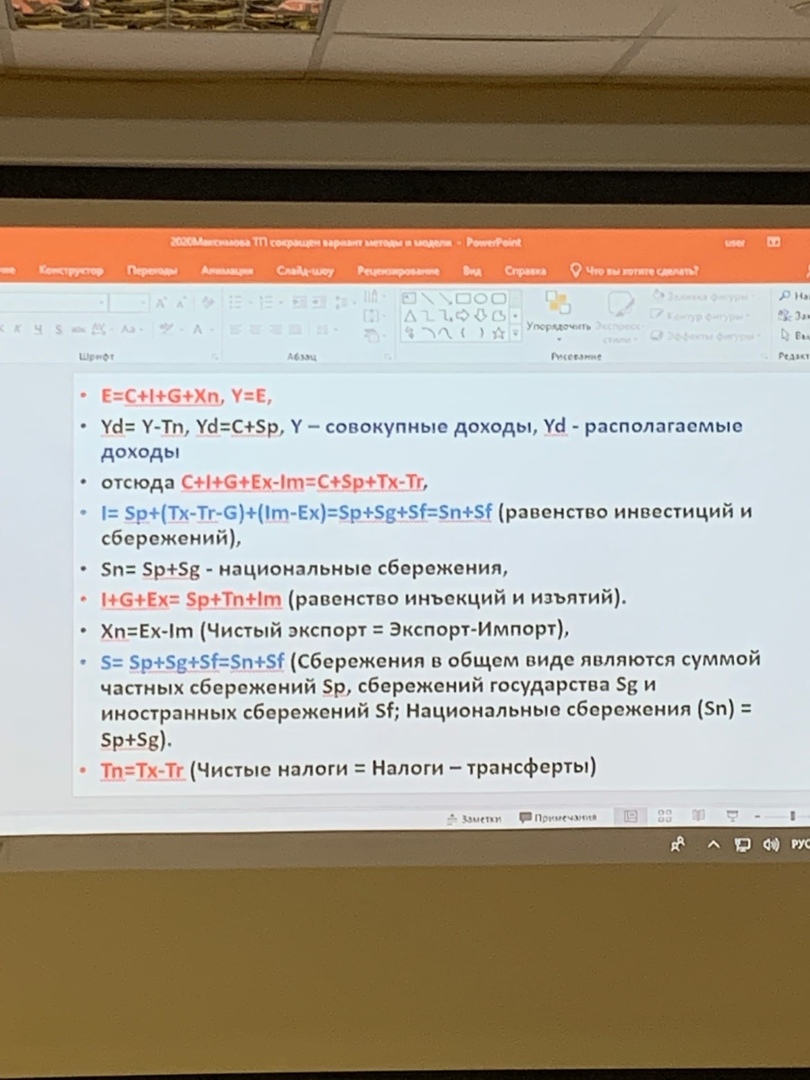 2020Максимова ТП сокращен вариант методы и модели - PowerPoint user
Конструктор Переходы Анимация Слайд-шоу Рецензирование Вид Справка Что вы хотите сделать?
Заливка фигуры
Контур фигуры
Упорядочить Экспресс-
стили
Эффекты фигуры
Шрифт Абзац Рисование
• E=C+I+G+Xn, Y=E,
• Yd= Y-Tn, Yd=C+Sp, Y – совокупные доходы, Yd - располагаемые
доходы
• отсюда C+I+G+Ex-Im=C+Sp+Tx-Tr,
• I= Sp+(Tx-Tr-G)+(Im-Ex)=Sp+Sg+Sf=Sn+Sf (равенство инвестиций и
сбережений),
• Sn= Sp+Sg - национальные сбережения,
• I+G+Ex= Sp+Tn+Im (равенство инъекций и изъятий).
• Xn=Ex-Im (Чистый экспорт = Экспорт-Импорт),
• S= Sp+Sg+Sf=Sn+Sf (Сбережения в общем виде являются суммой
частных сбережений Sp, сбережений государства Sg и
иностранных сбережений Sf; Национальные сбережения (Sn) =
Sp+Sg).
• Tn=Tx-Tr (Чистые налоги = Налоги – трансферты)
Заметки Примечания
РУС